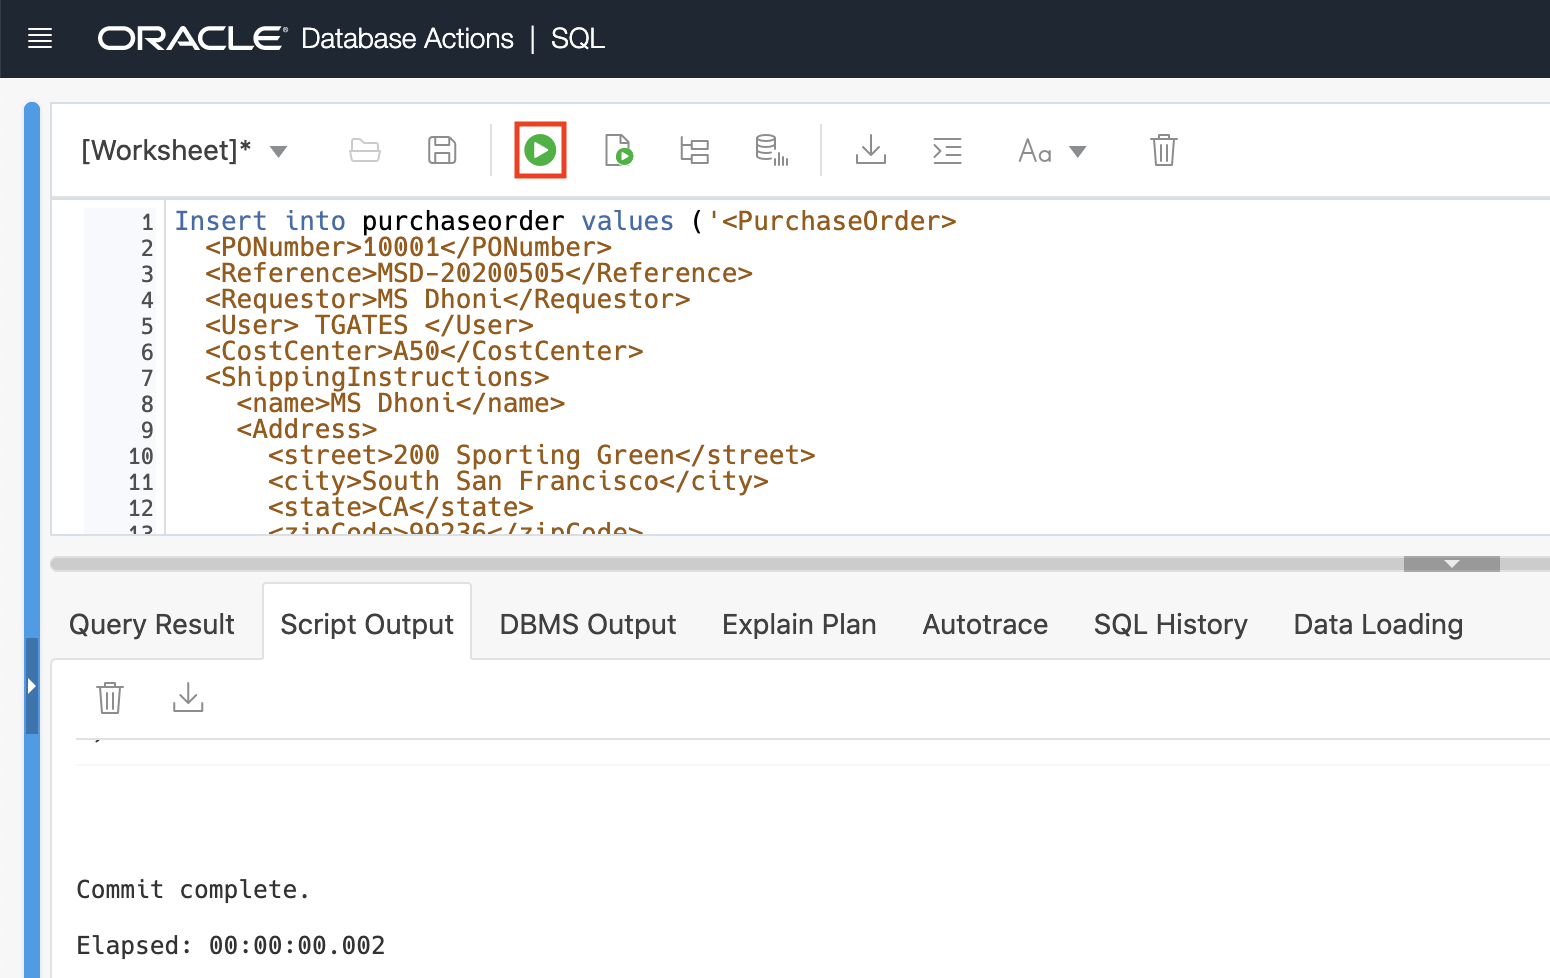 ORACLE® Database Actions | SQL
[Worksheet]* Aa
1 Insert into purchaseorder values ('<PurchaseOrder>
2   <PONumber>10001</PONumber>
3   <Reference>MSD-20200505</Reference>
4   <Requestor>MS Dhoni</Requestor>
5   <User> TGATES </User>
6   <CostCenter>A50</CostCenter>
7   <ShippingInstructions>
8     <name>MS Dhoni</name>
9     <Address>
10       <street>200 Sporting Green</street>
11       <city>South San Francisco</city>
12       <state>CA</state>
13       <zipCode>99236</zipCode>
Query Result Script Output DBMS Output Explain Plan Autotrace SQL History Data Loading
Commit complete.
Elapsed: 00:00:00.002